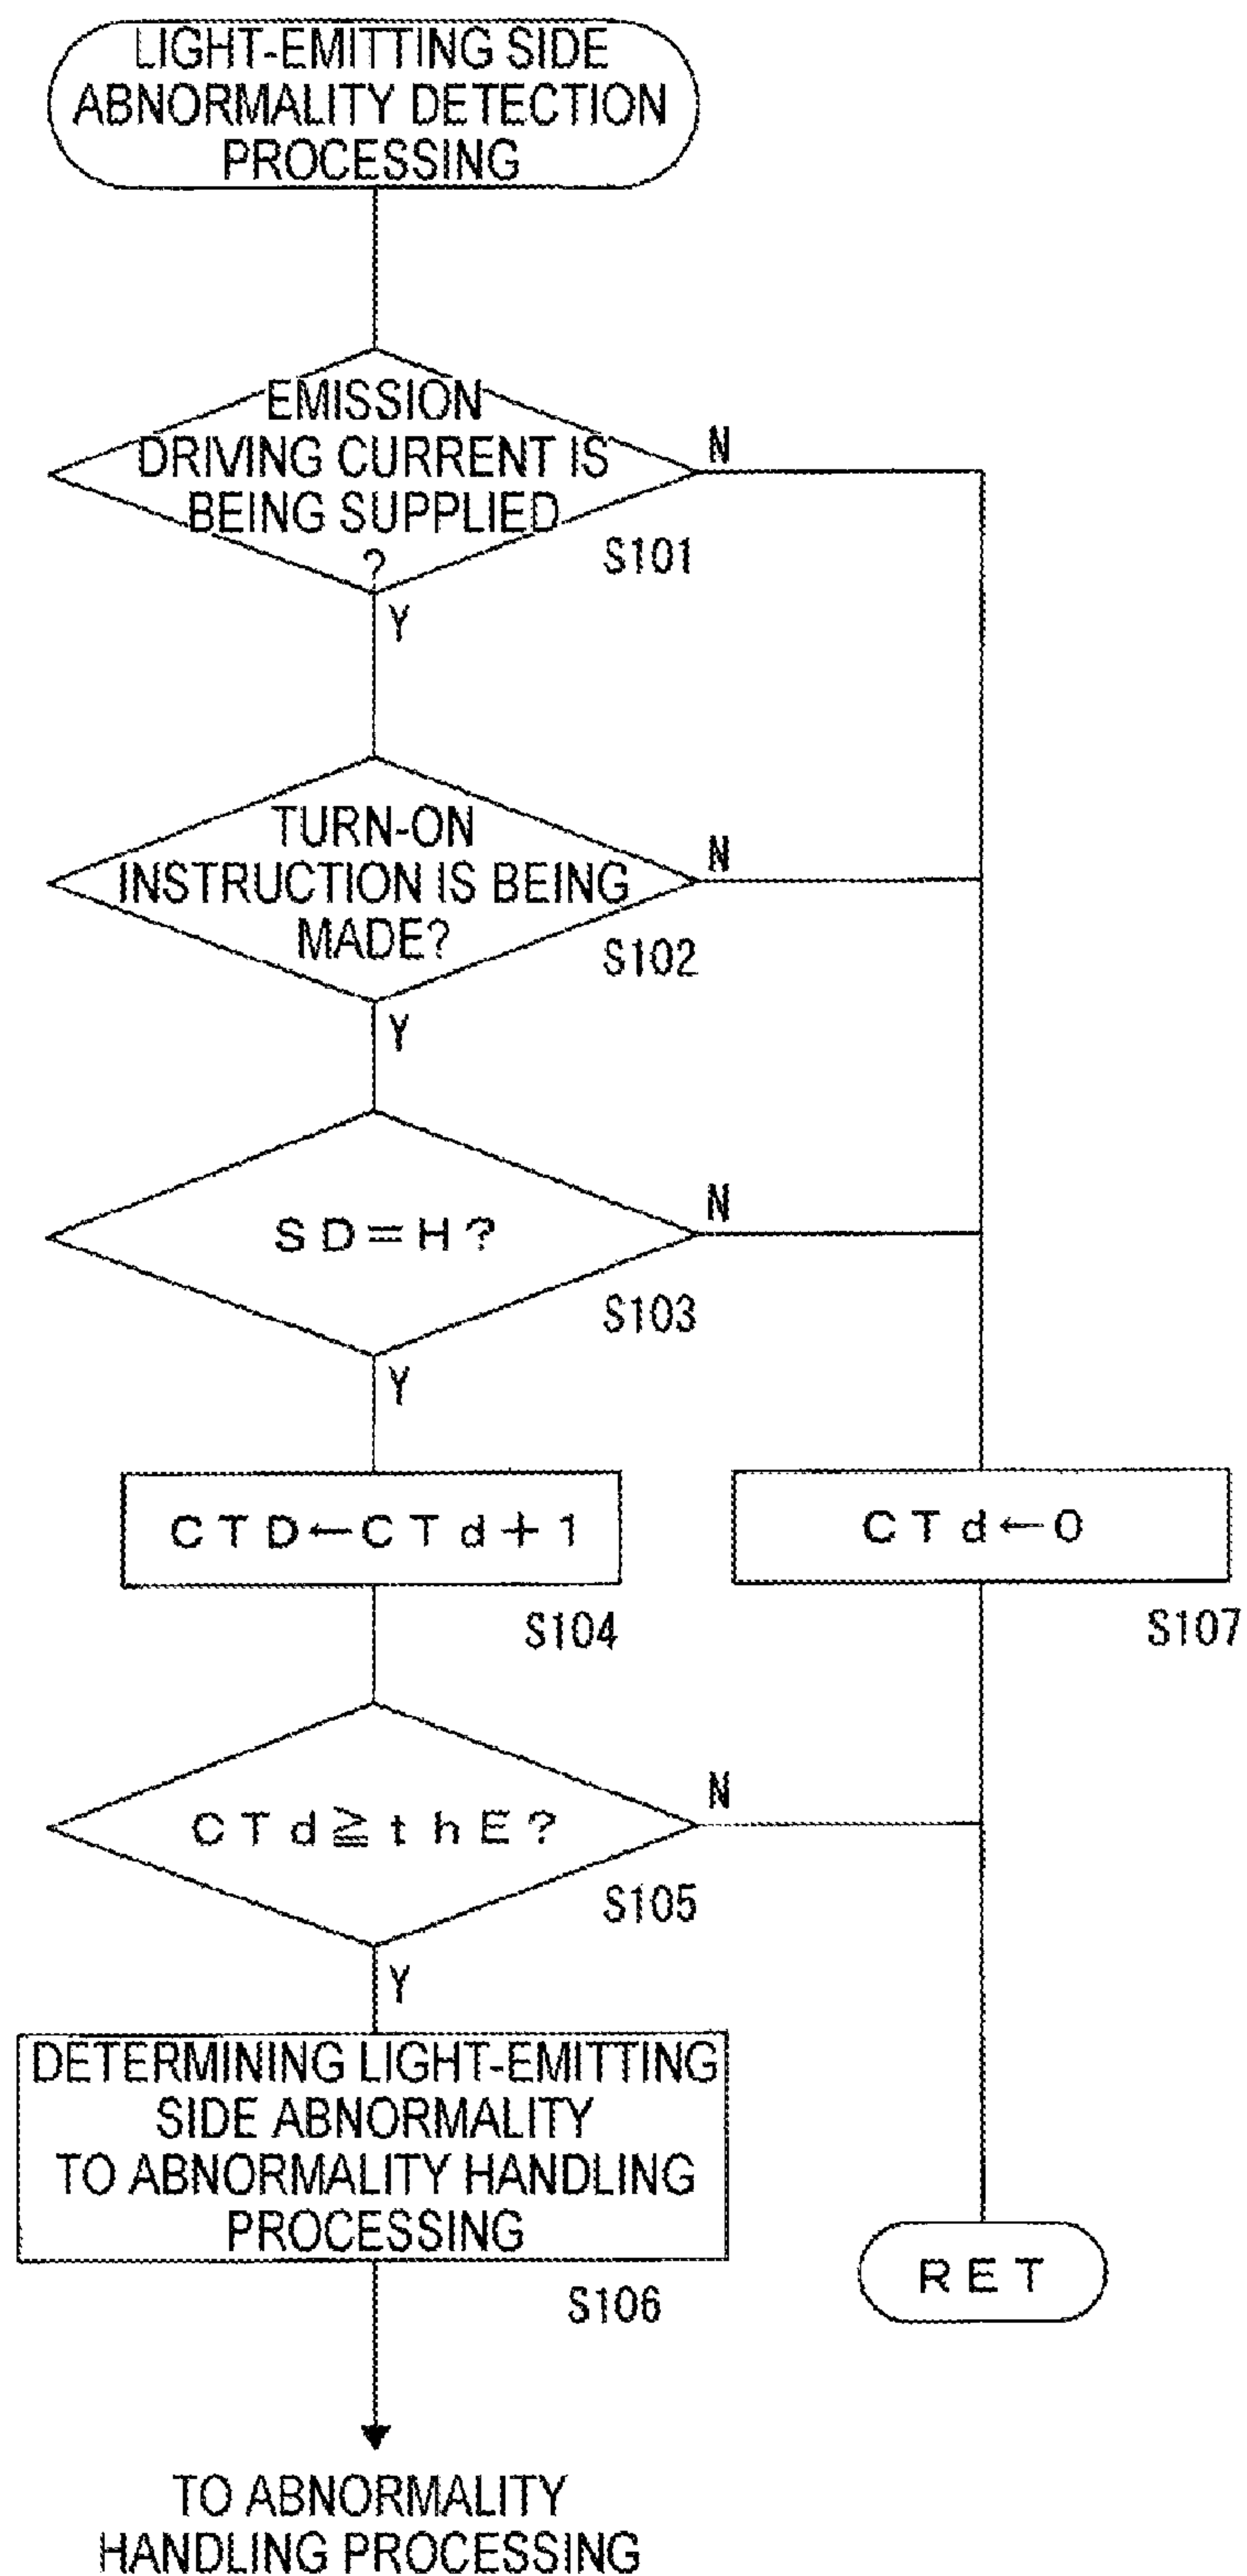 LIGHT-EMITTING SIDE
ABNORMALITY DETECTION
PROCESSING
EMISSION
DRIVING CURRENT IS
BEING SUPPLIED
?
N
S101
Y
TURN-ON
INSTRUCTION IS BEING
MADE?
N
S102
Y
SD=H?
N
S103
Y
CTD←CTd+1
S104
CTd←0
S107
CTd≧thE?
N
S105
Y
DETERMINING LIGHT-EMITTING
SIDE ABNORMALITY
TO ABNORMALITY HANDLING
PROCESSING
S106
RET
TO ABNORMALITY
HANDLING PROCESSING